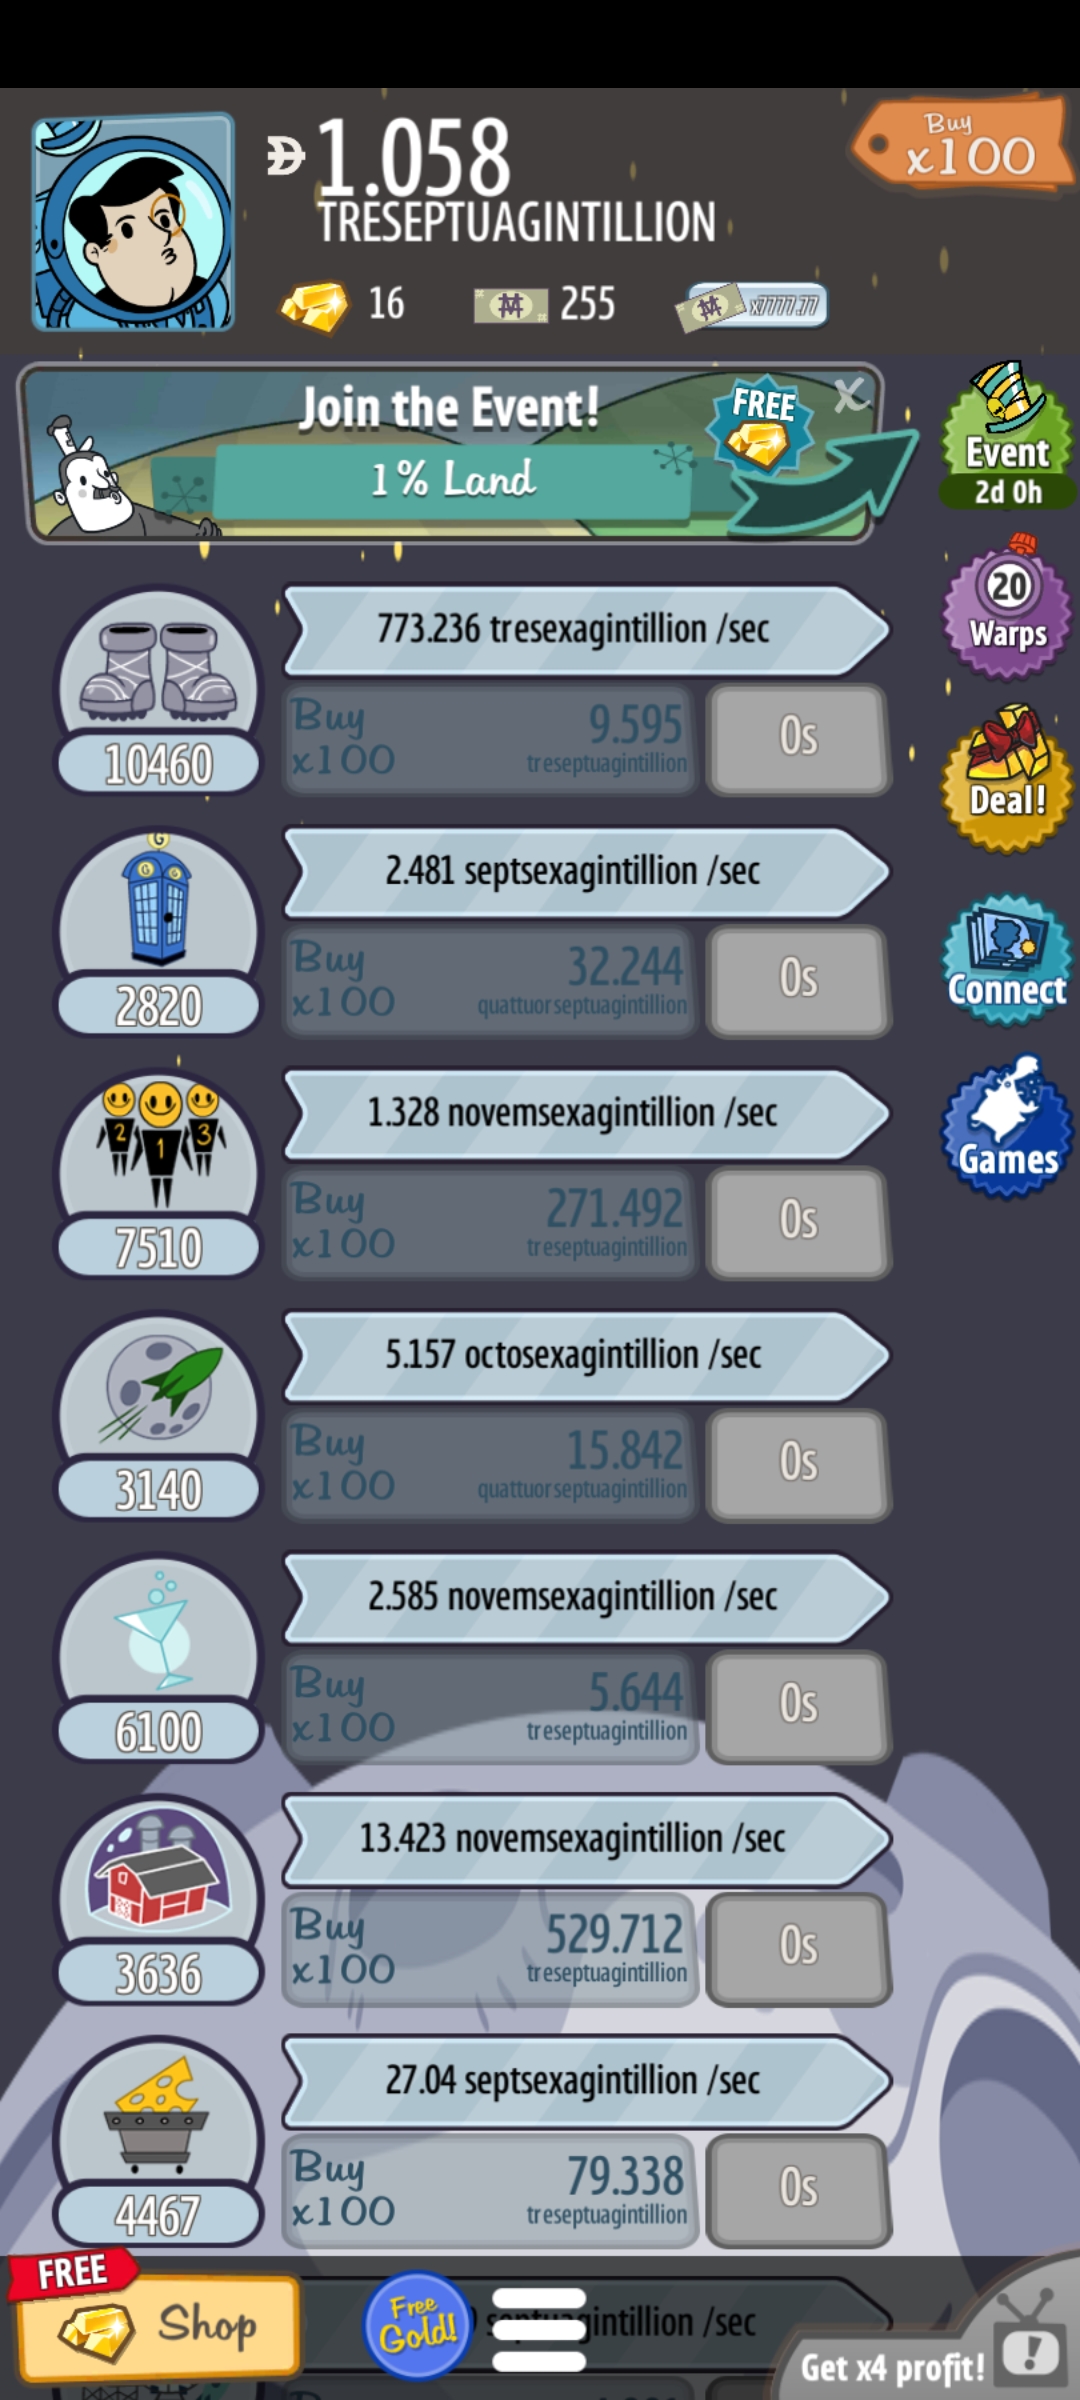 1.058
TRESEPTUAGINTILLION
Buy
x100
16
255
x7777.77
Join the Event!
1% Land
FREE
X
Event
2d 0h
773.236 tresexagintillion /sec
Buy
x100
9.595
treseptuagintillion
0s
10460
20
Warps
Deal!
2.481 septsexagintillion /sec
G
G G
Buy
x100
32.244
quattuorseptuagintillion
0s
2820
Connect
1.328 novemsexagintillion /sec
2 1 3
Buy
x100
271.492
treseptuagintillion
0s
7510
Games
5.157 octosexagintillion /sec
Buy
x100
15.842
quattuorseptuagintillion
0s
3140
2.585 novemsexagintillion /sec
Buy
x100
5.644
treseptuagintillion
0s
6100
13.423 novemsexagintillion /sec
Buy
x100
529.712
treseptuagintillion
0s
3636
27.04 septsexagintillion /sec
Buy
x100
79.338
treseptuagintillion
0s
4467
FREE
Shop
Free
Gold!
septuagintillion /sec
Get x4 profit!
!